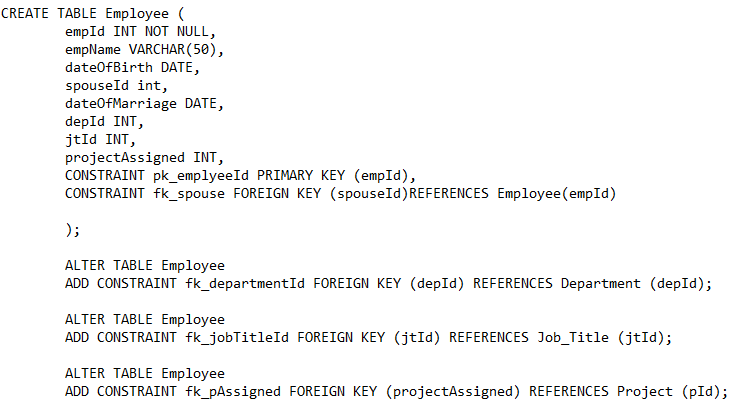 CREATE TABLE Employee (
empId INT NOT NULL,
empName VARCHAR(50),
dateOfBirth DATE,
spouseId int,
dateOfMarriage DATE,
depId INT,
jtId INT,
projectAssigned INT,
CONSTRAINT pk_emplyeeId PRIMARY KEY (empId),
CONSTRAINT fk_spouse FOREIGN KEY (spouseId)REFERENCES Employee(empId)
);
ALTER TABLE Employee
ADD CONSTRAINT fk_departmentId FOREIGN KEY (depId) REFERENCES Department (depId);
ALTER TABLE Employee
ADD CONSTRAINT fk_jobTitleId FOREIGN KEY (jtId) REFERENCES Job_Title (jtId);
ALTER TABLE Employee
ADD CONSTRAINT fk_pAssigned FOREIGN KEY (projectAssigned) REFERENCES Project (pId);